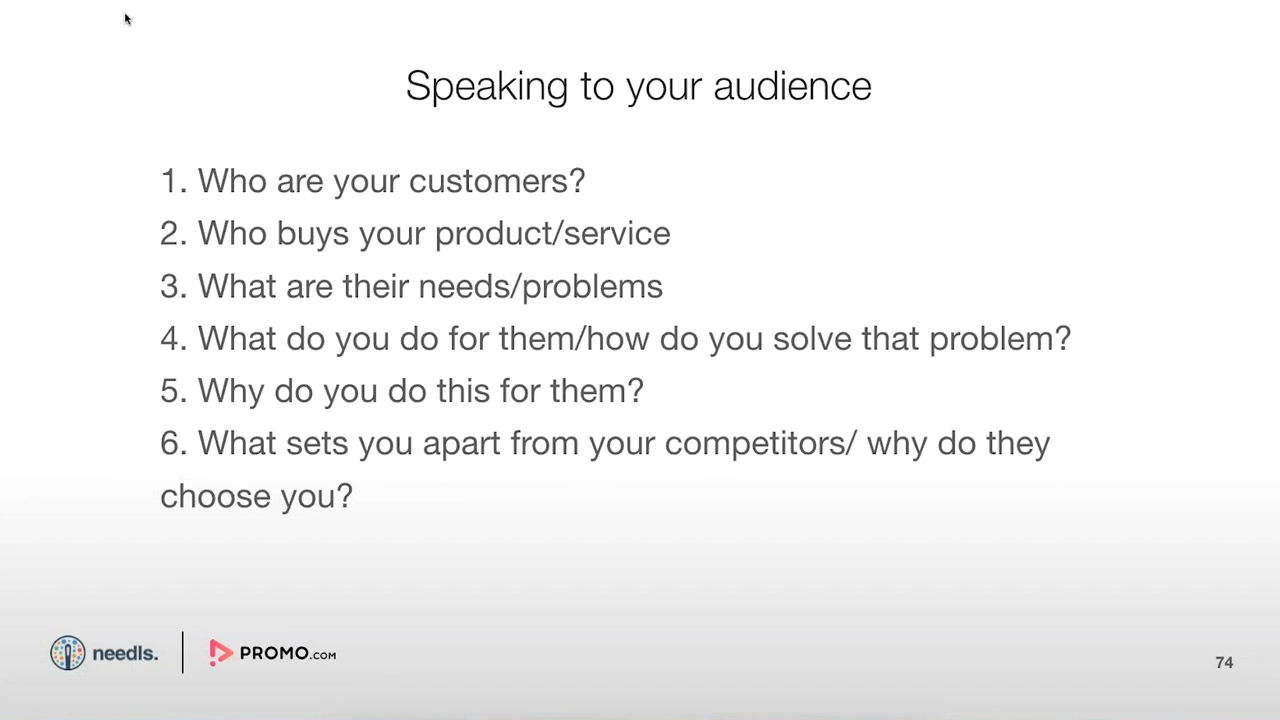 Speaking to your audience
1. Who are your customers?
2. Who buys your product/service
3. What are their needs/problems
4. What do you do for them/how do you solve that problem?
5. Why do you do this for them?
6. What sets you apart from your competitors/ why do they
choose you?
needls.
PROMO.COM
74